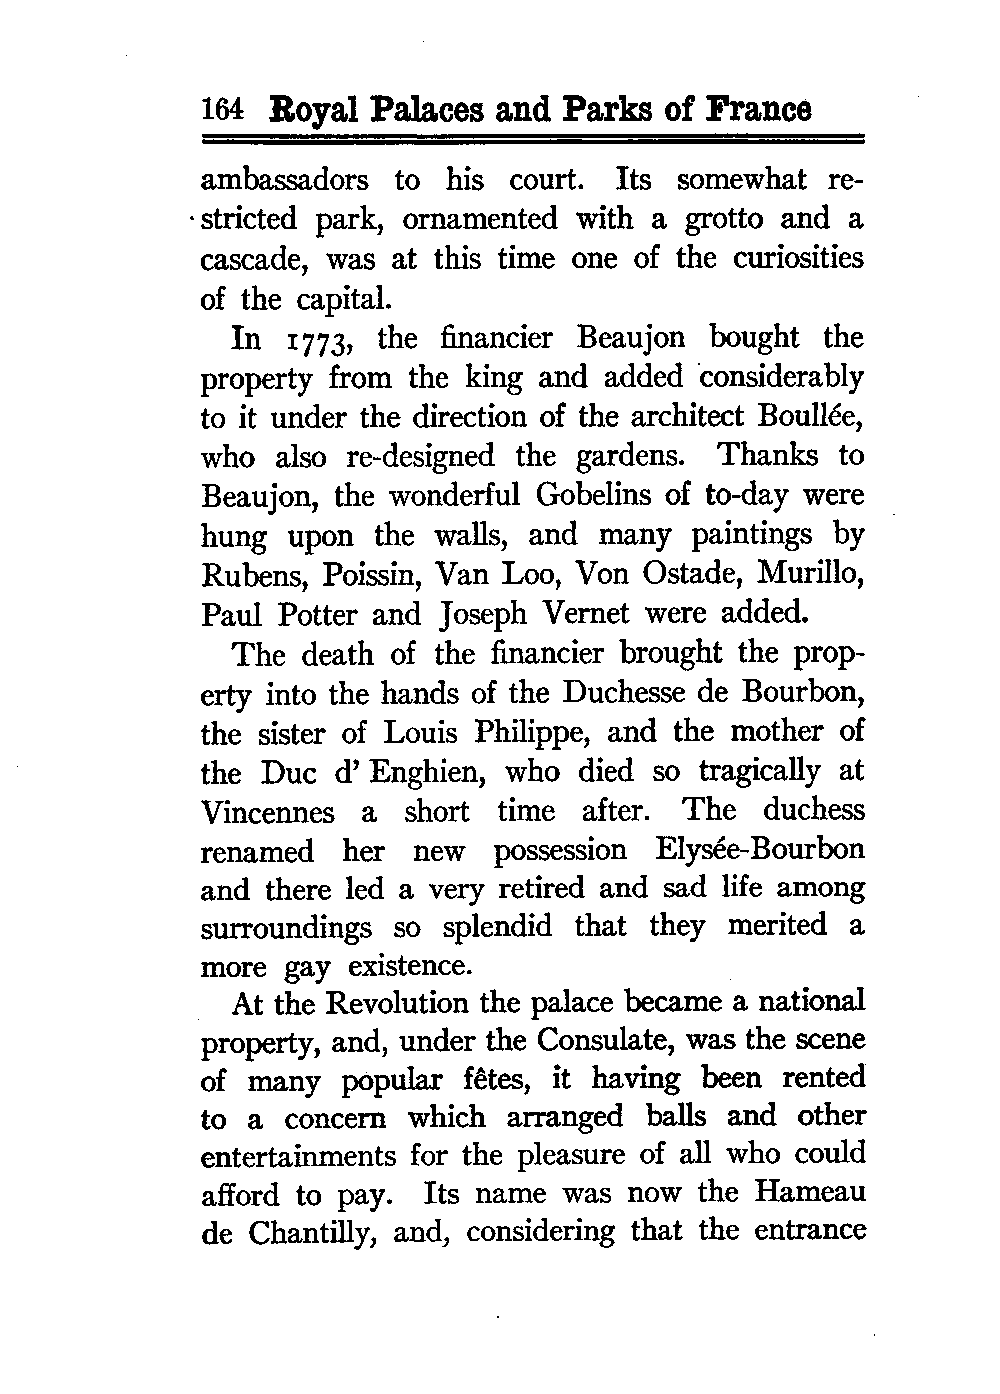 164 Royal Palaces and Parks of France
ambassadors to his court. Its somewhat re-
stricted park, ornamented with a grotto and a
cascade, was at this time one of the curiosities
of the capital.
In 1773, the financier Beaujon bought the
property from the king and added considerably
to it under the direction of the architect Boullée,
who also re-designed the gardens. Thanks to
Beaujon, the wonderful Gobelins of to-day were
hung upon the walls, and many paintings by
Rubens, Poissin, Van Loo, Von Ostade, Murillo,
Paul Potter and Joseph Vernet were added.
The death of the financier brought the prop-
erty into the hands of the Duchesse de Bourbon,
the sister of Louis Philippe, and the mother of
the Duc d' Enghien, who died so tragically at
Vincennes a short time after. The duchess
renamed her new possession Elysée-Bourbon
and there led a very retired and sad life among
surroundings so splendid that they merited a
more gay existence.
At the Revolution the palace became a national
property, and, under the Consulate, was the scene
of many popular fêtes, it having been rented
to a concern which arranged balls and other
entertainments for the pleasure of all who could
afford to pay. Its name was now the Hameau
de Chantilly, and, considering that the entrance